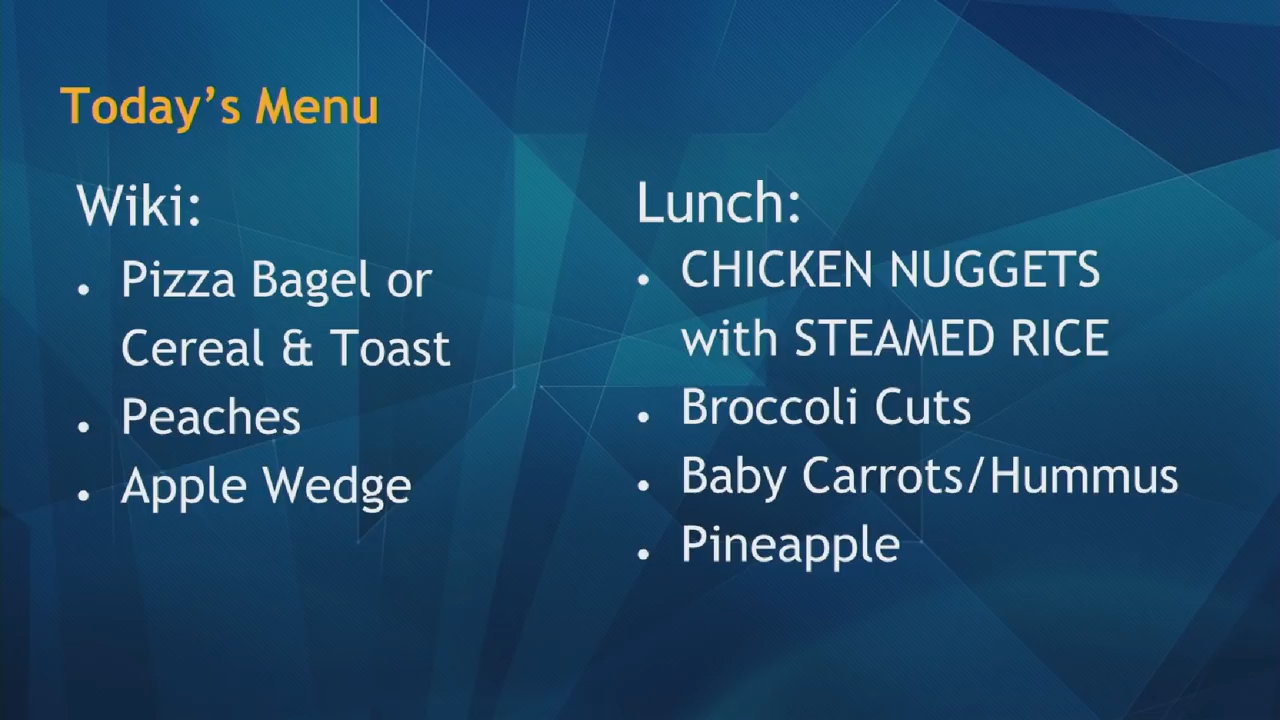 Today’s Menu
Wiki:
• Pizza Bagel or
Cereal & Toast
• Peaches
• Apple Wedge
Lunch:
• CHICKEN NUGGETS
with STEAMED RICE
• Broccoli Cuts
• Baby Carrots/Hummus
• Pineapple